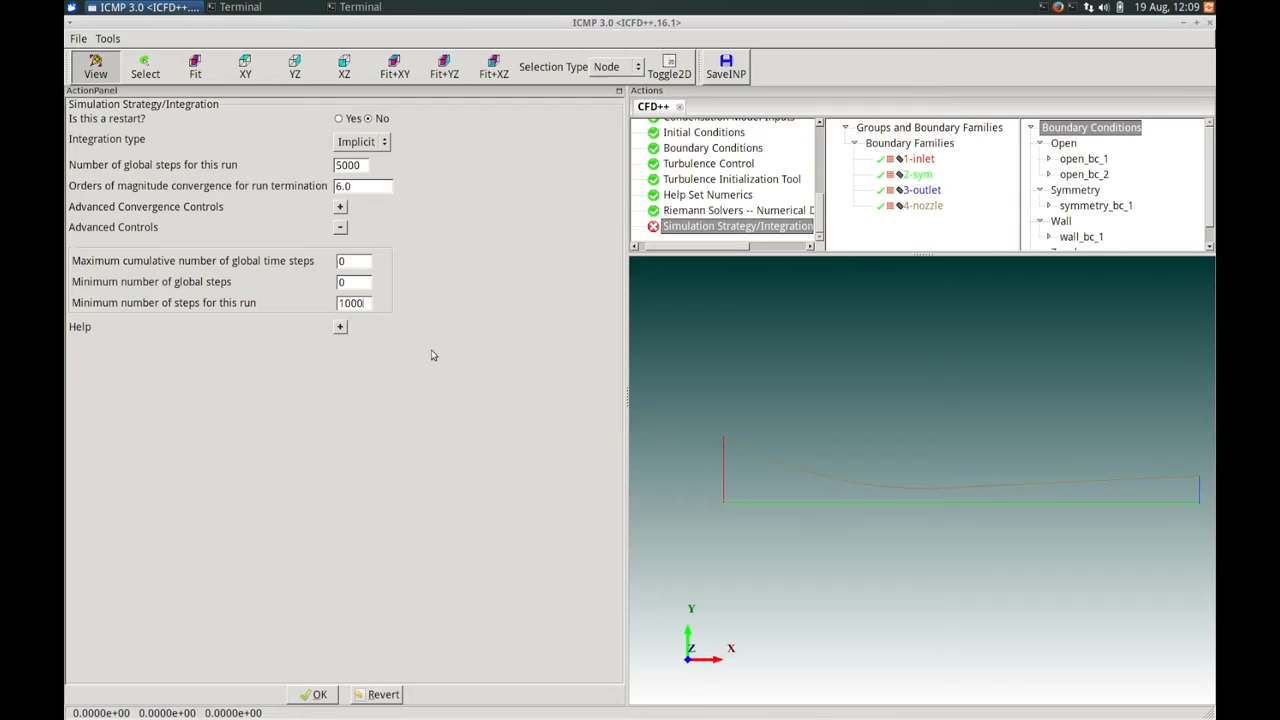 ICMP 3.0 <ICFD++....
Terminal
Terminal
19 Aug, 12:09
ICMP 3.0 <ICFD++.16.1>
File
Tools
View
Select
Fit
XY
YZ
XZ
Fit+XY
Fit+YZ
Fit+XZ
Selection Type
Node
Toggle2D
SaveINP
ActionPanel
Simulation Strategy/Integration
Is this a restart?
Yes
No
Integration type
Implicit
Number of global steps for this run
5000
Orders of magnitude convergence for run termination
6.0
Advanced Convergence Controls
+
Advanced Controls
-
Maximum cumulative number of global time steps
0
Minimum number of global steps
0
Minimum number of steps for this run
1000
Help
+
OK
Revert
0.0000e+00 0.0000e+00 0.0000e+00
Actions
CFD++
Condensation Model Inputs
Initial Conditions
Boundary Conditions
Turbulence Control
Turbulence Initialization Tool
Help Set Numerics
Riemann Solvers -- Numerical D
Simulation Strategy/Integration
Groups and Boundary Families
Boundary Families
1-inlet
2-sym
3-outlet
4-nozzle
Boundary Conditions
Open
open_bc_1
open_bc_2
Symmetry
symmetry_bc_1
Wall
wall_bc_1
Y
Z
X